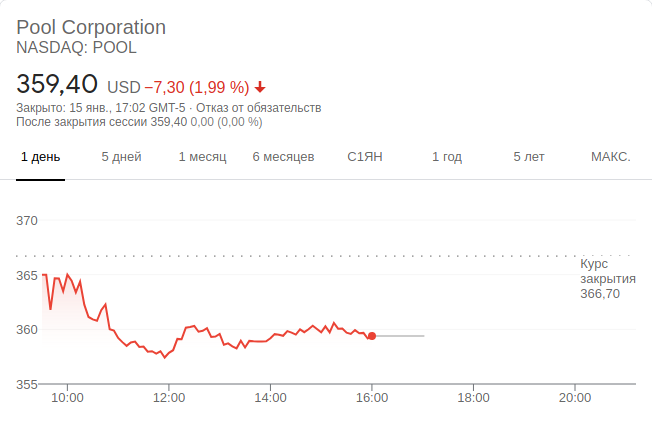 Pool Corporation
NASDAQ: POOL
359,40 USD −7,30 (1,99 %)
Закрыто: 15 янв., 17:02 GMT-5 · Отказ от обязательств
После закрытия сессии 359,40 0,00 (0,00 %)
1 день 5 дней 1 месяц 6 месяцев С1ЯН 1 год 5 лет МАКС.
370
Курс
закрытия
366,70
365
360
355
10:00 12:00 14:00 16:00 18:00 20:00